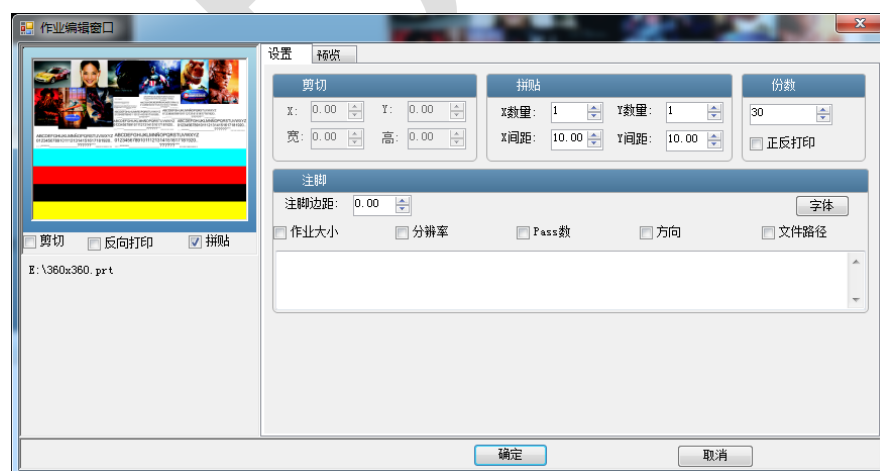 作业编辑窗口
设置 预览
剪切 拼贴 份数
X: 0.00 Y: 0.00 X数量: 1 Y数量: 1 30
宽: 0.00 高: 0.00 X间距: 10.00 Y间距: 10.00 正反打印
注脚
注脚边距: 0.00 字体
作业大小 分辨率 Pass数 方向 文件路径
剪切 反向打印 拼贴
E:\360x360.prt
确定 取消